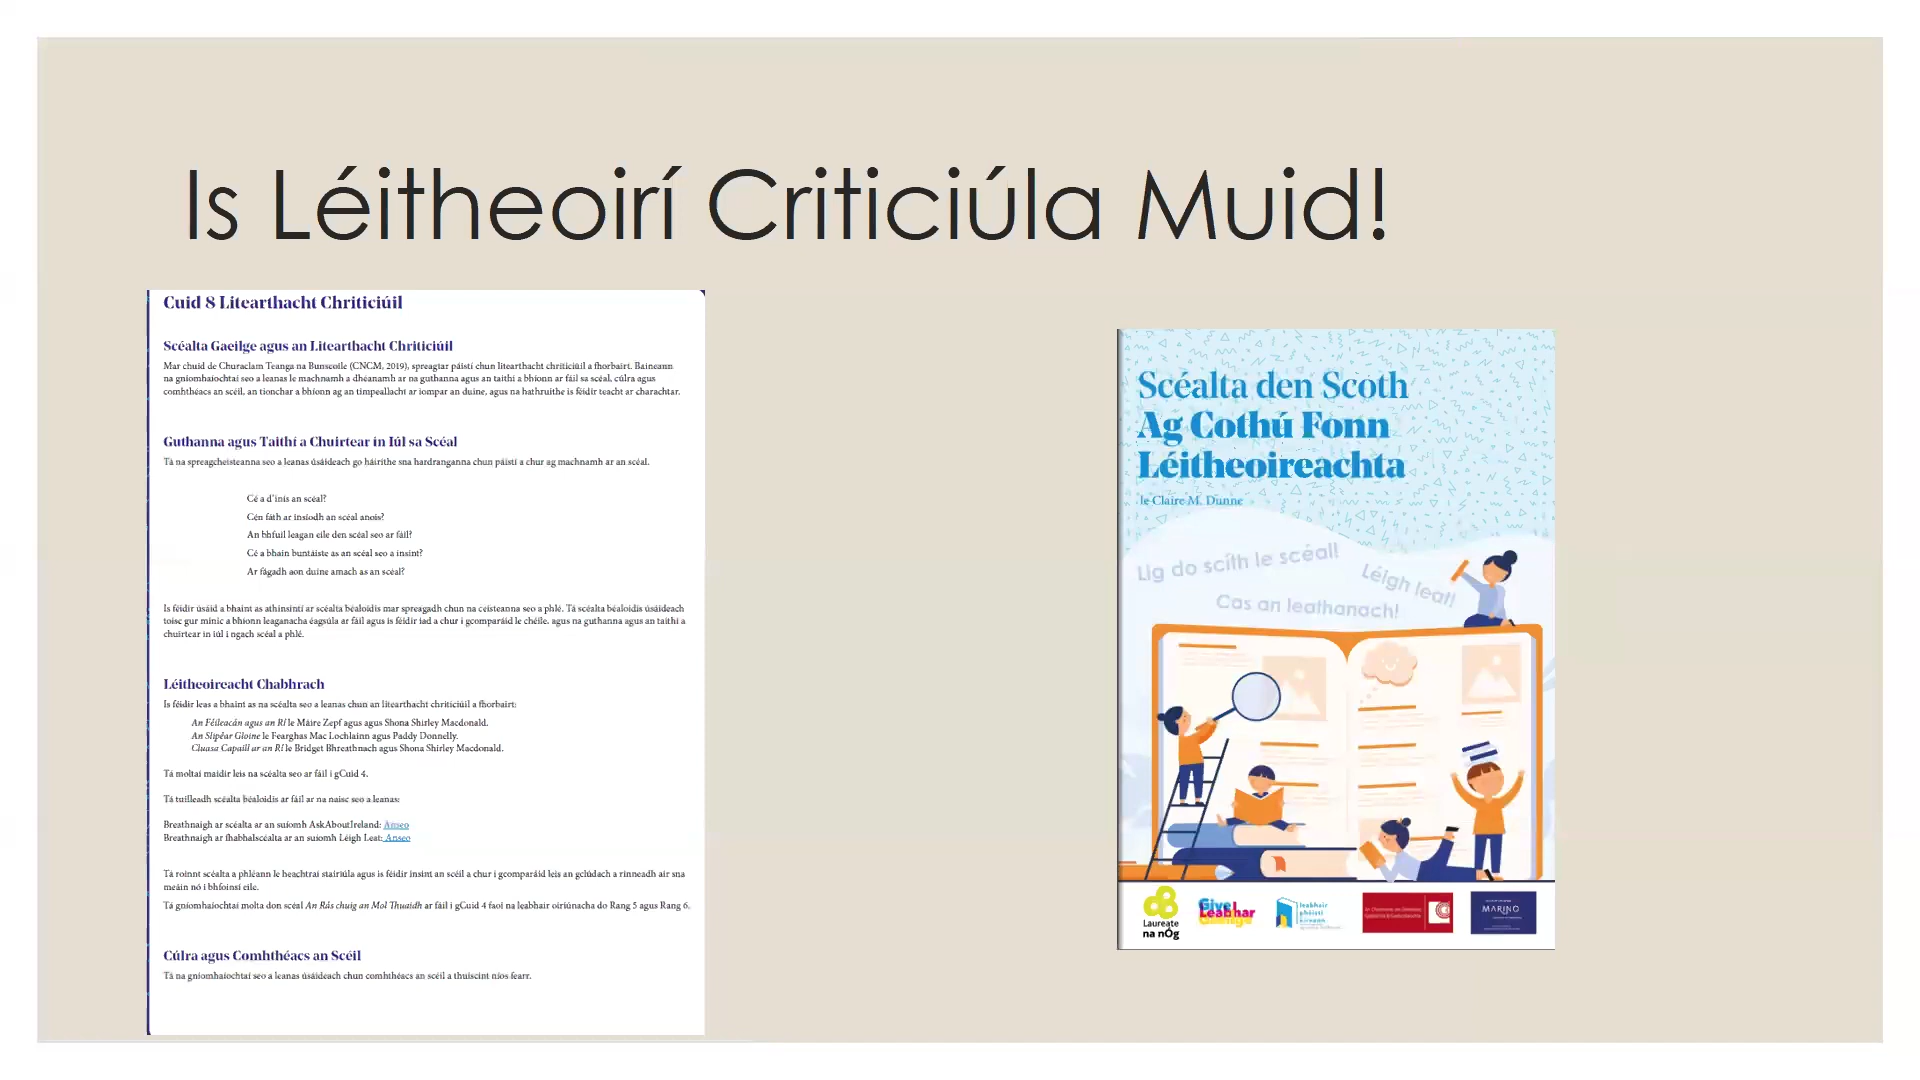 Is Léitheoirí Criticiúla Muid!
Cuid 8 Litearthacht Chriticiúil
Scéalta Gaeilge agus an Litearthacht Chriticiúil
Mar chuid de Churaclam Teanga na Bunscoile (CNCM, 2019), spreagtar páistí chun litearthacht chriticiúil a fhorbairt. Baineann
na gníomhaíochtaí seo a leanas le machnamh a dhéanamh ar na guthanna agus an taithí a bhíonn ar fáil sa scéal, cúlra agus
comhthéacs an scéil, an tionchar a bhíonn ag an timpeallacht ar iompar an duine, agus na hathruithe is féidir teacht ar charachtar.
Guthanna agus Taithí a Chuirtear in Iúl sa Scéal
Tá na spreagcheisteanna seo a leanas úsáideach go háirithe sna hardranganna chun páistí a chur ag machnamh ar an scéal.
Cé a d'inis an scéal?
Cén fáth ar insíodh an scéal anois?
An bhfuil leagan eile den scéal seo ar fáil?
Cé a bhain buntáiste as an scéal seo a insint?
Ar fágadh aon duine amach as an scéal?
Is féidir úsáid a bhaint as athinsintí ar scéalta béaloidis mar spreagadh chun na ceisteanna seo a phlé. Tá scéalta béaloidis úsáideach
toisc gur minic a bhíonn leaganacha éagsúla ar fáil agus is féidir iad a chur i gcomparáid le chéile, agus na guthanna agus an taithí a
chuirtear in iúl i ngach scéal a phlé.
Léitheoireacht Chabhrach
Is féidir leas a bhaint as na scéalta seo a leanas chun an litearthacht chriticiúil a fhorbairt:
An Féileacán agus an Rí le Máire Zepf agus agus Shona Shirley Macdonald.
An Slipéar Gloine le Fearghas Mac Lochlainn agus Paddy Donnelly.
Cluasa Capaill ar an Rí le Bridget Bhreathnach agus Shona Shirley Macdonald.
Tá moltaí maidir leis na scéalta seo ar fáil i gCuid 4.
Tá tuilleadh scéalta béaloidis ar fáil ar na naisc seo a leanas:
Breathnaigh ar scéalta ar an suíomh AskAboutIreland: Anseo
Breathnaigh ar fhabhalscéalta ar an suíomh Léigh Leat: Anseo
Tá roinnt scéalta a phléann le heachtraí stairiúla agus is féidir insint an scéil a chur i gcomparáid leis an gclúdach a rinneadh air sna
meáin nó i bhfoinsí eile.
Tá gníomhaíochtaí molta don scéal An Rás chuig an Mol Thuaidh ar fáil i gCuid 4 faoi na leabhair oiriúnacha do Rang 5 agus Rang 6.
Cúlra agus Comhthéacs an Scéil
Tá na gníomhaíochtaí seo a leanas úsáideach chun comhthéacs an scéil a thuiscint níos fearr.
Scéalta den Scoth
Ag Cothú Fonn
Léitheoireachta
le Claire M. Dunne
Lig do scíth le scéal!
Léigh leat!
Cas an leathanach!
Laureate
na nÓg
Give
Leabhar
Gaeilge
leabhair
pháistí
éireann
MARINO